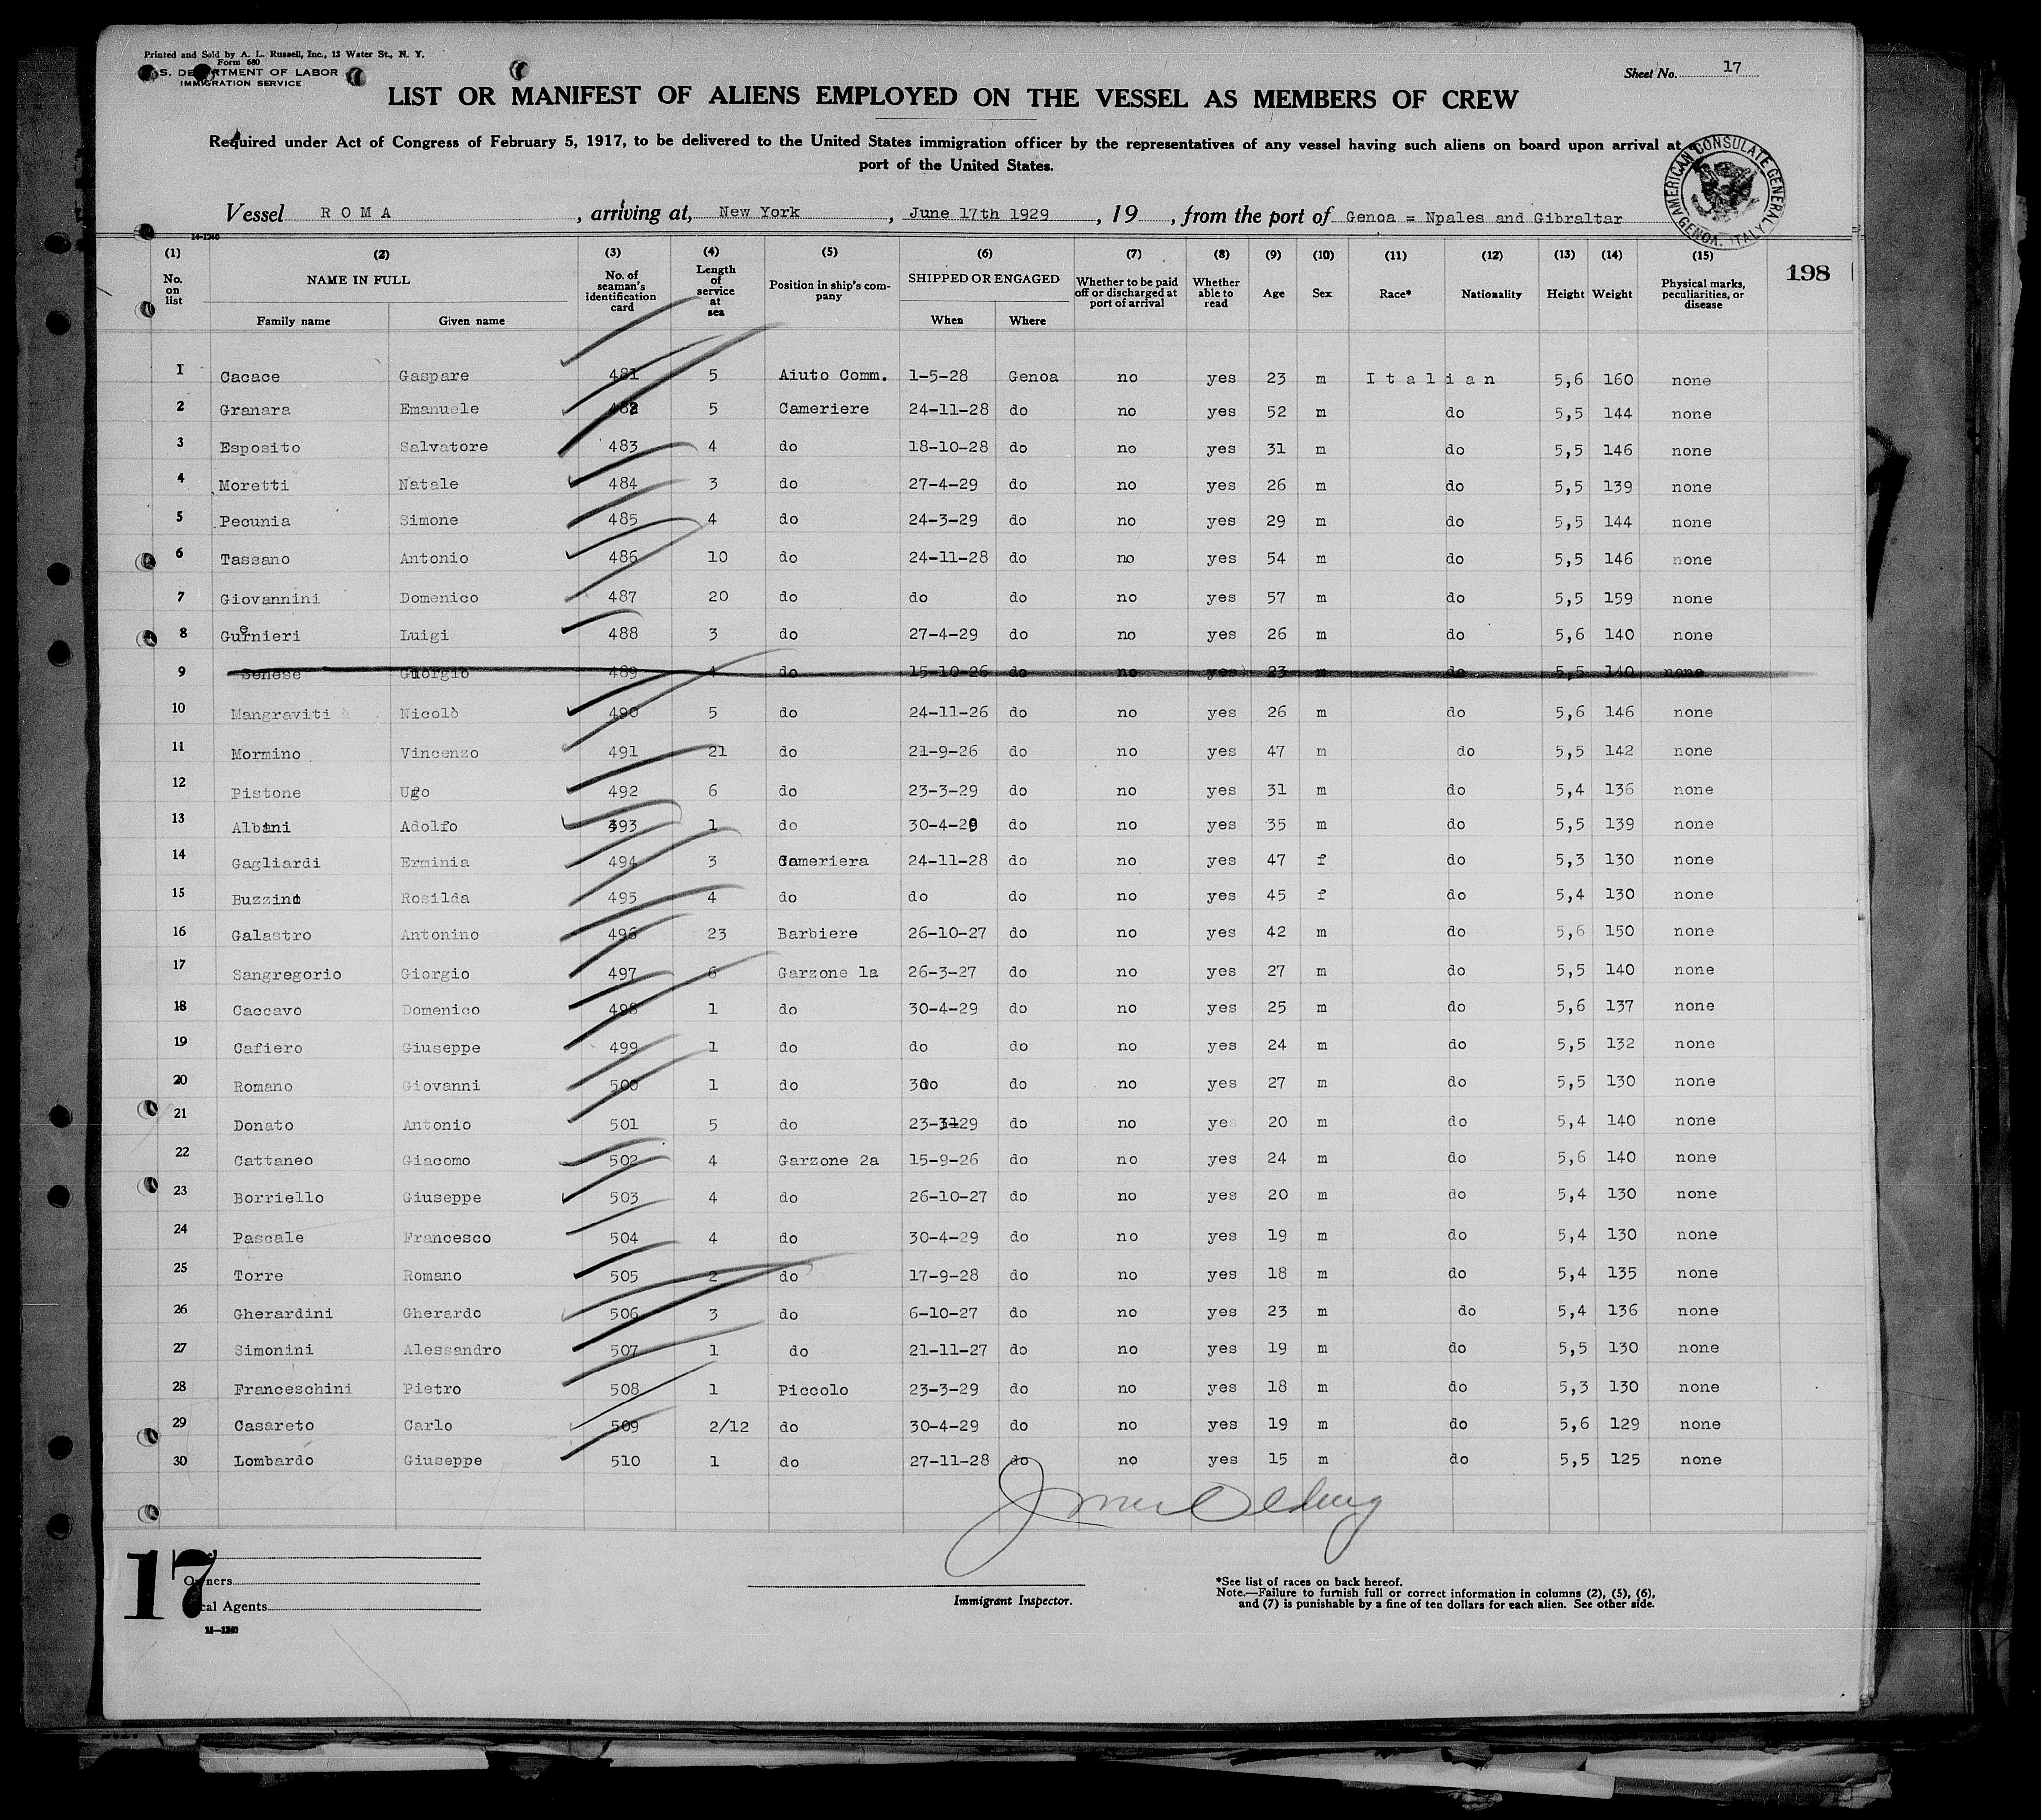 Printed and Sold by A. L. Russell, Inc., 13 Water St., N. Y.
Form 680
S. DEPARTMENT OF LABOR
IMMIGRATION SERVICE
Sheet No. 17
LIST OR MANIFEST OF ALIENS EMPLOYED ON THE VESSEL AS MEMBERS OF CREW
Required under Act of Congress of February 5, 1917, to be delivered to the United States immigration officer by the representatives of any vessel having such aliens on board upon arrival at a
port of the United States.
AMERICAN CONSULATE GENERAL GENOA, ITALY
Vessel ROMA, arriving at, New York, June 17th 1929, 19, from the port of Genoa = Npales and Gibraltar
14-1240
(1) (2) (3) (4) (5) (6) (7) (8) (9) (10) (11) (12) (13) (14) (15)
198
No. on list NAME IN FULL No. of seaman's identification card Length of service at sea Position in ship's company SHIPPED OR ENGAGED Whether to be paid off or discharged at port of arrival Whether able to read Age Sex Race* Nationality Height Weight Physical marks, peculiarities, or disease
Family name Given name When Where
1 Cacace Gaspare 481 5 Aiuto Comm. 1-5-28 Genoa no yes 23 m Italian 5,6 160 none
2 Granara Emanuele 482 5 Cameriere 24-11-28 do no yes 52 m do 5,5 144 none
3 Esposito Salvatore 483 4 do 18-10-28 do no yes 31 m do 5,5 146 none
4 Moretti Natale 484 3 do 27-4-29 do no yes 26 m do 5,5 139 none
5 Pecunia Simone 485 4 do 24-3-29 do no yes 29 m do 5,5 144 none
6 Tassano Antonio 486 10 do 24-11-28 do no yes 54 m do 5,5 146 none
7 Giovannini Domenico 487 20 do do do no yes 57 m do 5,5 159 none
8 Guernieri Luigi 488 3 do 27-4-29 do no yes 26 m do 5,6 140 none
9 Senese Giorgio 489 4 do 15-10-26 do no yes 23 m do 5,5 140 none
10 Mangraviti Nicolò 490 5 do 24-11-26 do no yes 26 m do 5,6 146 none
11 Mormino Vincenzo 491 21 do 21-9-26 do no yes 47 m do 5,5 142 none
12 Pistone Ugo 492 6 do 23-3-29 do no yes 31 m do 5,4 136 none
13 Albini Adolfo 493 1 do 30-4-29 do no yes 35 m do 5,5 139 none
14 Gagliardi Erminia 494 3 Cameriera 24-11-28 do no yes 47 f do 5,3 130 none
15 Buzzino Rosilda 495 4 do do do no yes 45 f do 5,4 130 none
16 Galastro Antonino 496 23 Barbiere 26-10-27 do no yes 42 m do 5,6 150 none
17 Sangregorio Giorgio 497 6 Garzone 1a 26-3-27 do no yes 27 m do 5,5 140 none
18 Caccavo Domenico 498 1 do 30-4-29 do no yes 25 m do 5,6 137 none
19 Cafiero Giuseppe 499 1 do do do no yes 24 m do 5,5 132 none
20 Romano Giovanni 500 1 do do do no yes 27 m do 5,5 130 none
21 Donato Antonio 501 5 do 23-3-29 do no yes 20 m do 5,4 140 none
22 Cattaneo Giacomo 502 4 Garzone 2a 15-9-26 do no yes 24 m do 5,6 140 none
23 Borriello Giuseppe 503 4 do 26-10-27 do no yes 20 m do 5,4 130 none
24 Pascale Francesco 504 4 do 30-4-29 do no yes 19 m do 5,4 130 none
25 Torre Romano 505 2 do 17-9-28 do no yes 18 m do 5,4 135 none
26 Gherardini Gherardo 506 3 do 6-10-27 do no yes 23 m do 5,4 136 none
27 Simonini Alessandro 507 1 do 21-11-27 do no yes 19 m do 5,5 130 none
28 Franceschini Pietro 508 1 Piccolo 23-3-29 do no yes 18 m do 5,3 130 none
29 Casareto Carlo 509 2/12 do 30-4-29 do no yes 19 m do 5,6 129 none
30 Lombardo Giuseppe 510 1 do 27-11-28 do no yes 15 m do 5,5 125 none
17
Owners
Local Agents
14-1240
Immigrant Inspector.
*See list of races on back hereof.
Note.—Failure to furnish full or correct information in columns (2), (5), (6),
and (7) is punishable by a fine of ten dollars for each alien. See other side.